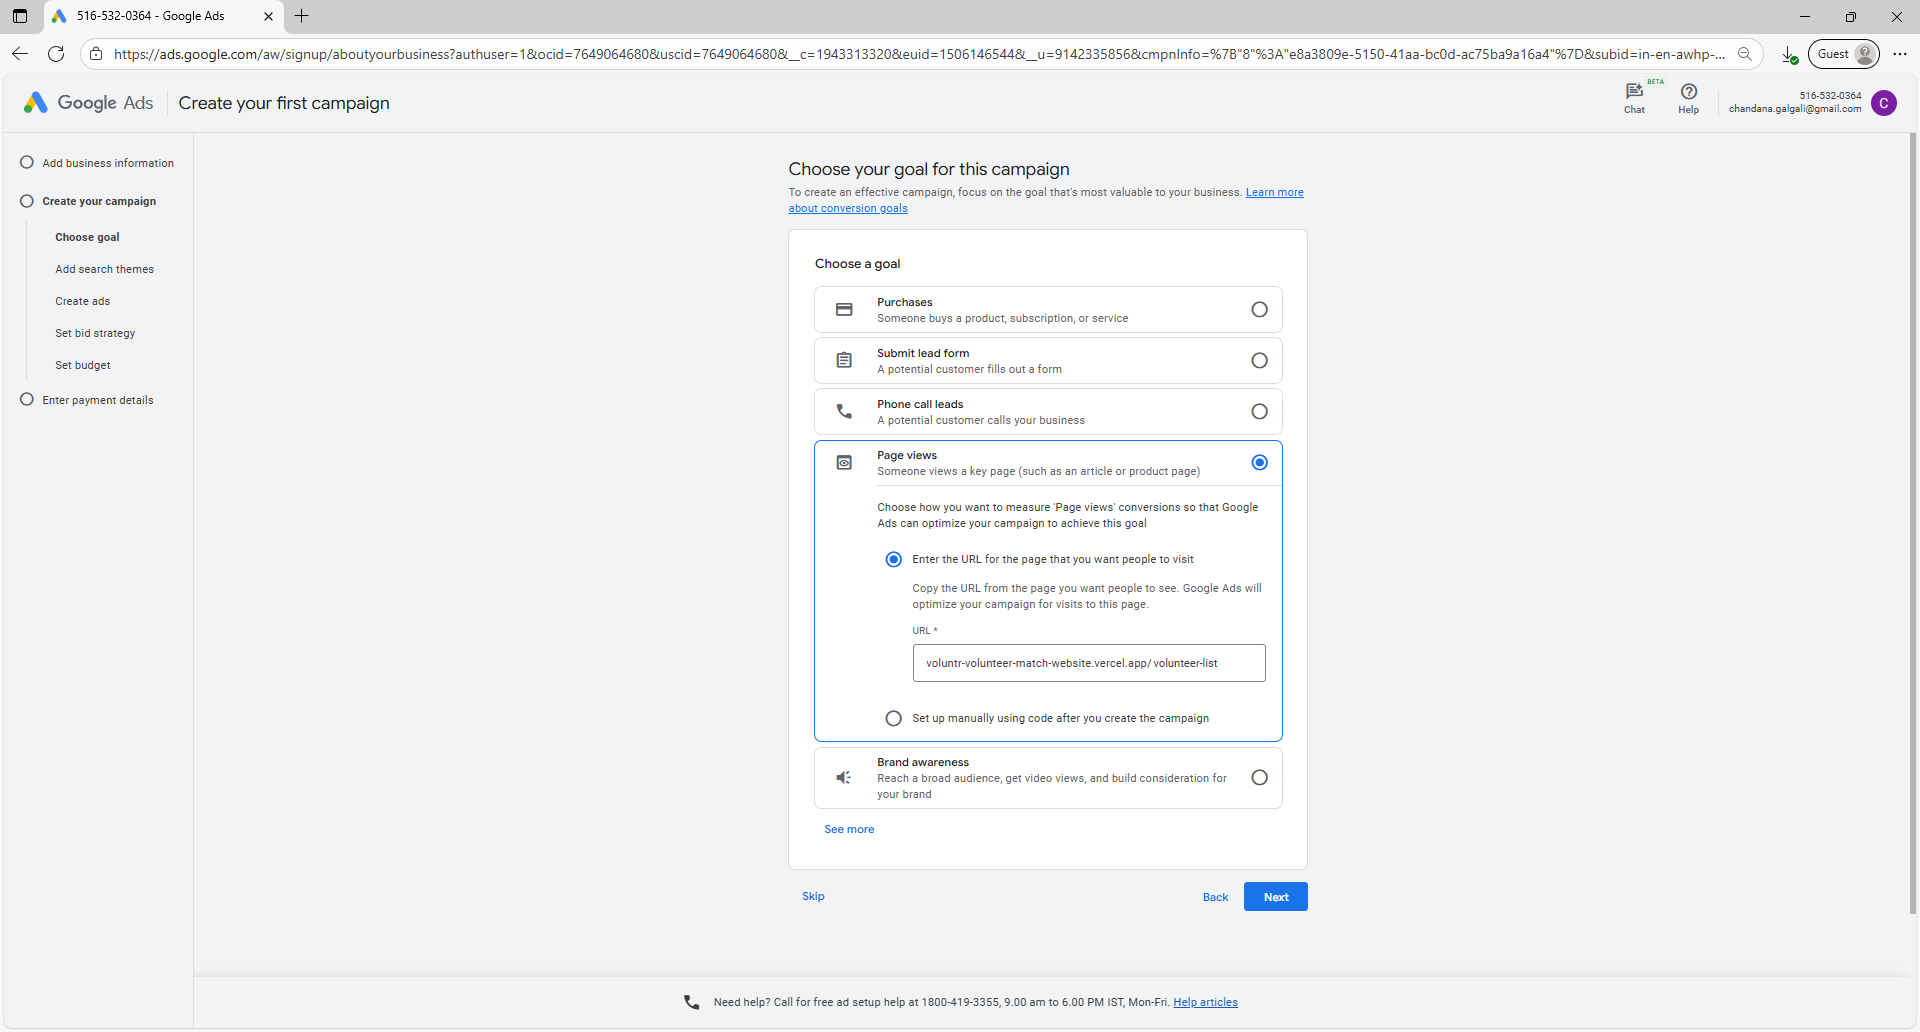 516-532-0364 - Google Ads
https://ads.google.com/aw/signup/aboutyourbusiness?authuser=1&ocid=7649064680&uscid=7649064680&__c=1943313320&euid=1506146544&__u=9142335856&cmpnInfo=%7B"8"%3A"e8a3809e-5150-41aa-bc0d-ac75ba9a16a4"%7D&subid=in-en-awhp-...
Guest
Google Ads
Create your first campaign
BETA
Chat
Help
516-532-0364
chandana.galgali@gmail.com
C
Add business information
Create your campaign
Choose goal
Add search themes
Create ads
Set bid strategy
Set budget
Enter payment details
Choose your goal for this campaign
To create an effective campaign, focus on the goal that's most valuable to your business. Learn more
about conversion goals
Choose a goal
Purchases
Someone buys a product, subscription, or service
Submit lead form
A potential customer fills out a form
Phone call leads
A potential customer calls your business
Page views
Someone views a key page (such as an article or product page)
Choose how you want to measure 'Page views' conversions so that Google
Ads can optimize your campaign to achieve this goal
Enter the URL for the page that you want people to visit
Copy the URL from the page you want people to see. Google Ads will
optimize your campaign for visits to this page.
URL *
voluntr-volunteer-match-website.vercel.app/ volunteer-list
Set up manually using code after you create the campaign
Brand awareness
Reach a broad audience, get video views, and build consideration for
your brand
See more
Skip
Back
Next
Need help? Call for free ad setup help at 1800-419-3355, 9.00 am to 6.00 PM IST, Mon-Fri. Help articles